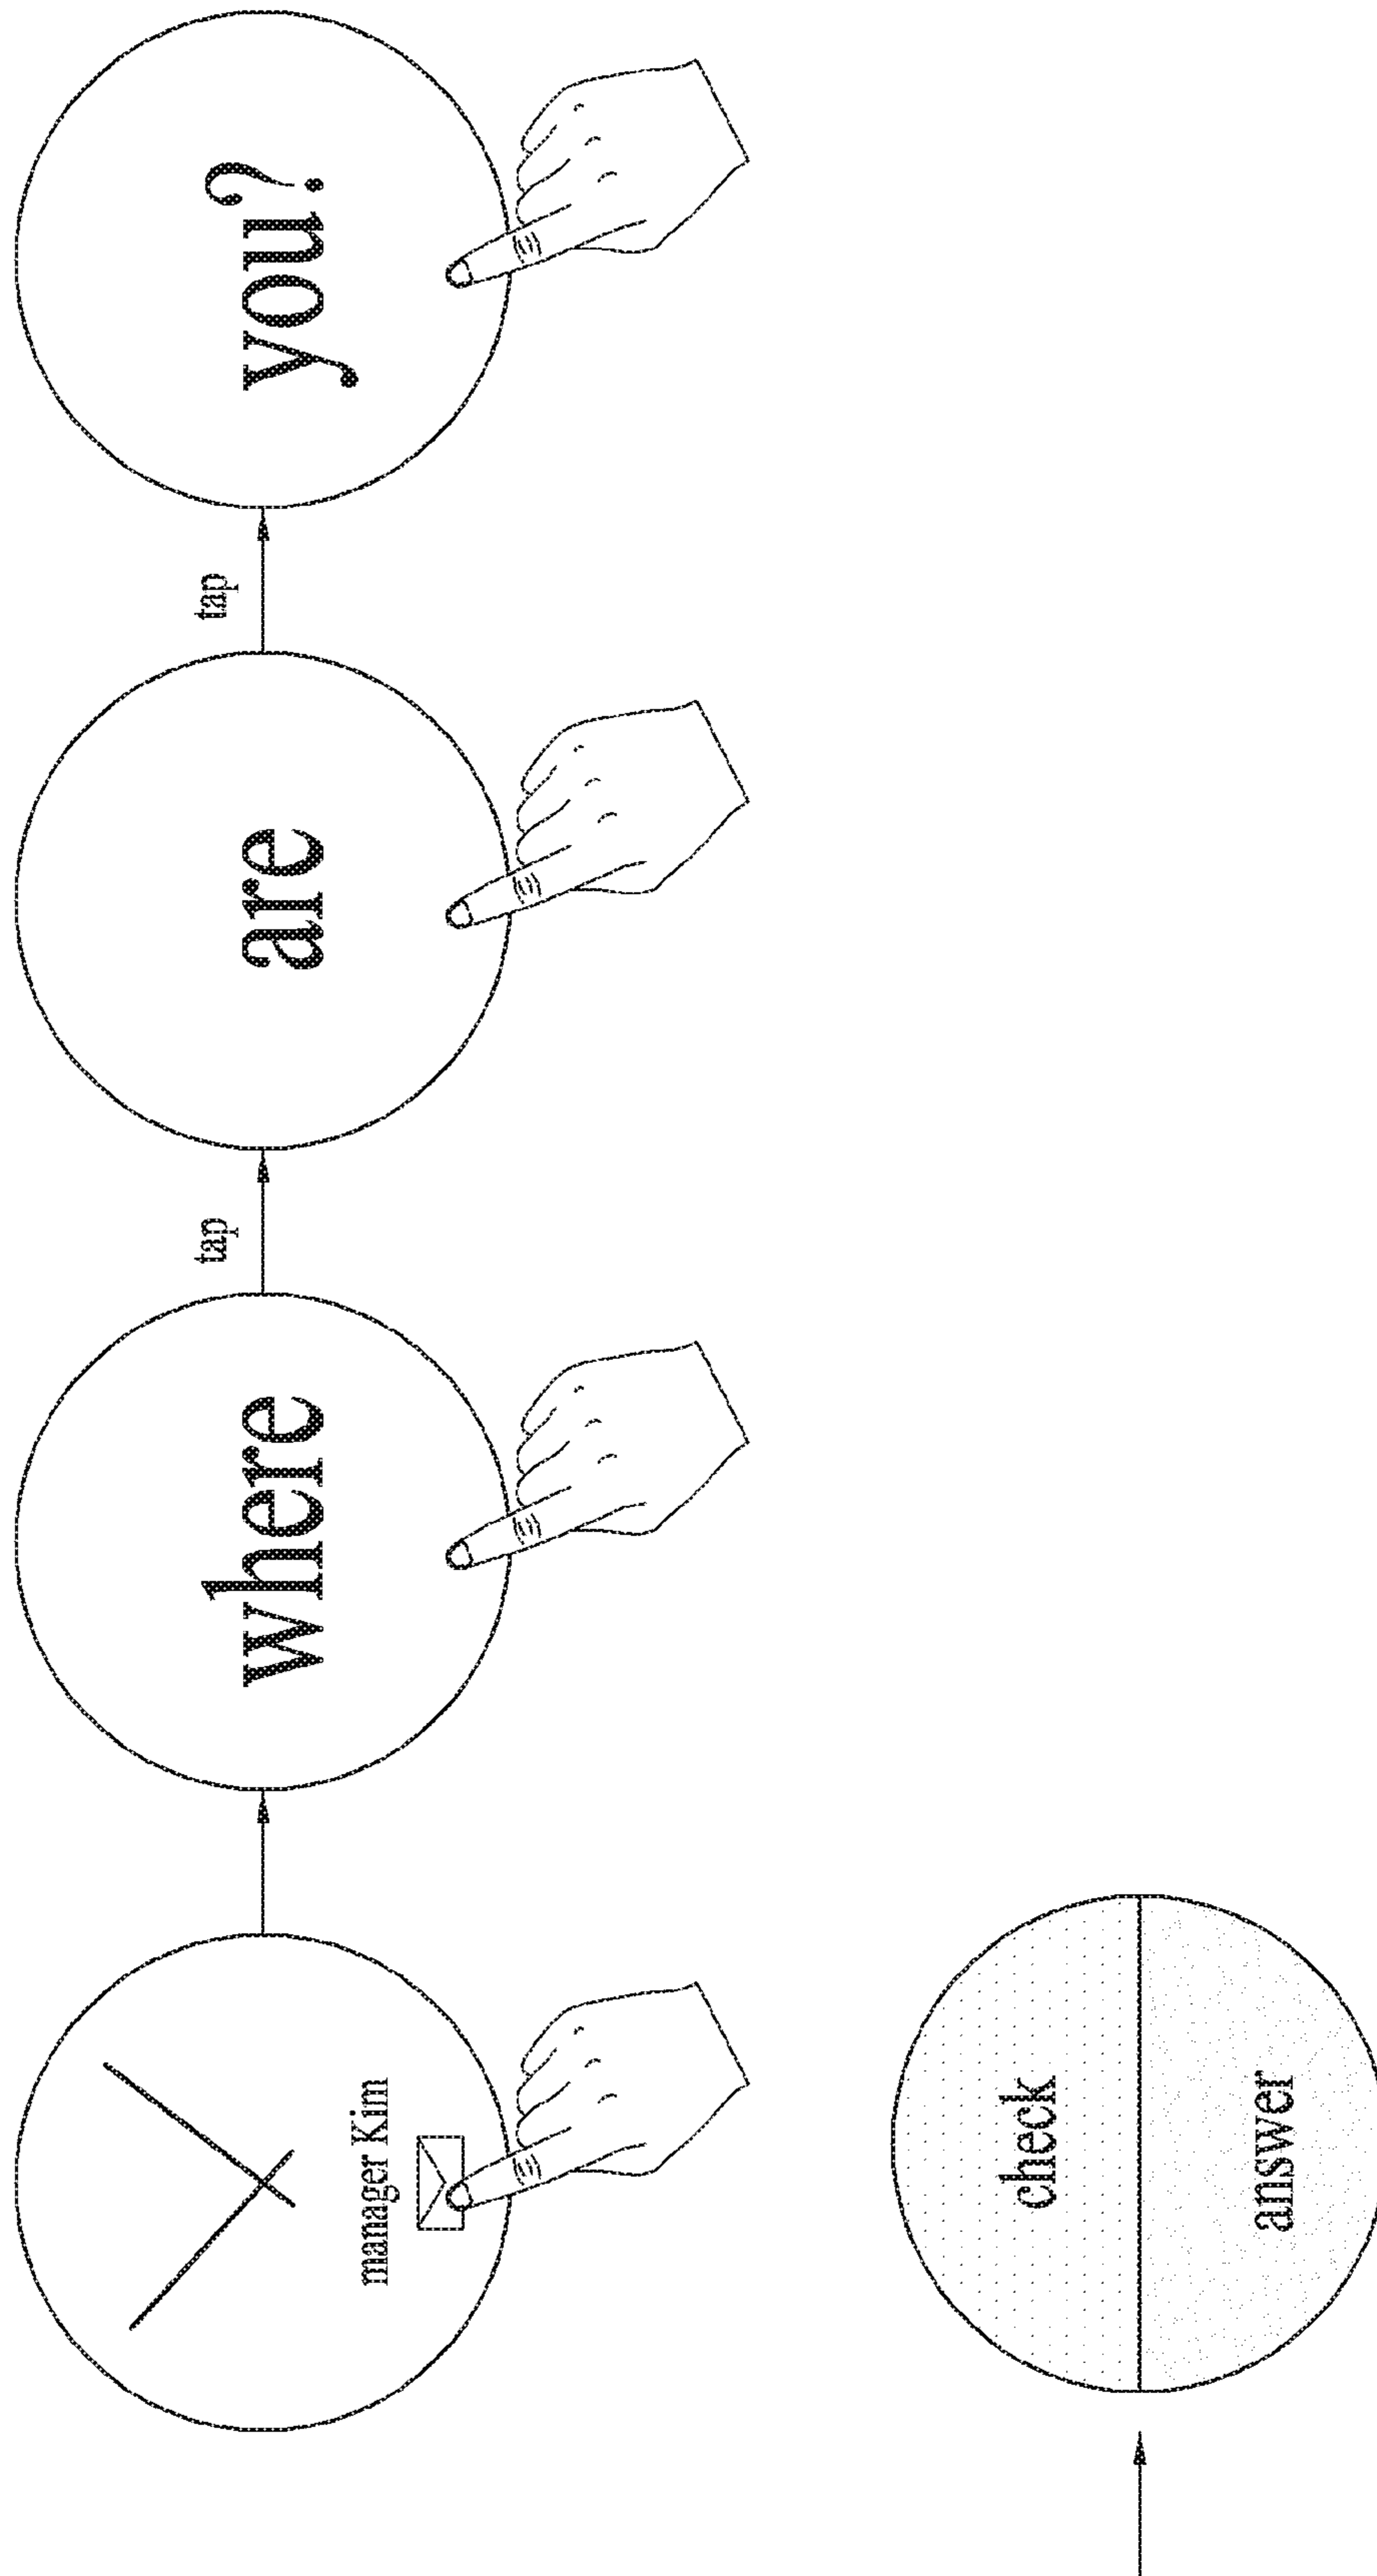 manager Kim
where
tap
are
tap
you?
check
answer